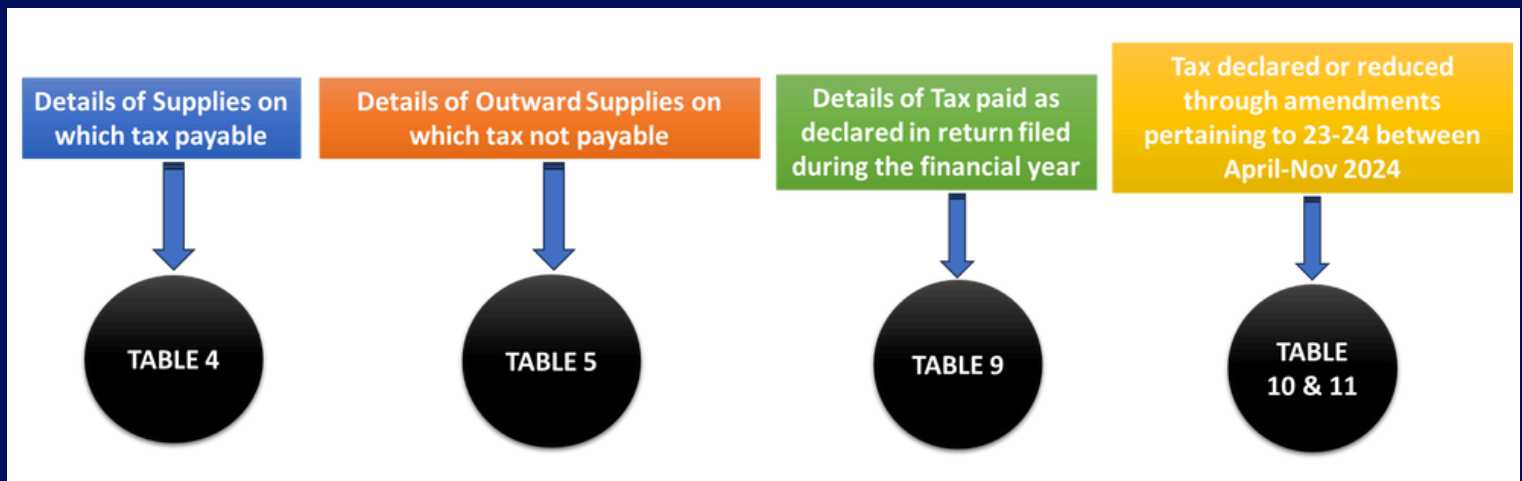 Details of Supplies on
which tax payable
Details of Outward Supplies on
which tax not payable
Details of Tax paid as
declared in return filed
during the financial year
Tax declared or reduced
through amendments
pertaining to 23-24 between
April-Nov 2024
TABLE 4
TABLE 5
TABLE 9
TABLE
10 & 11